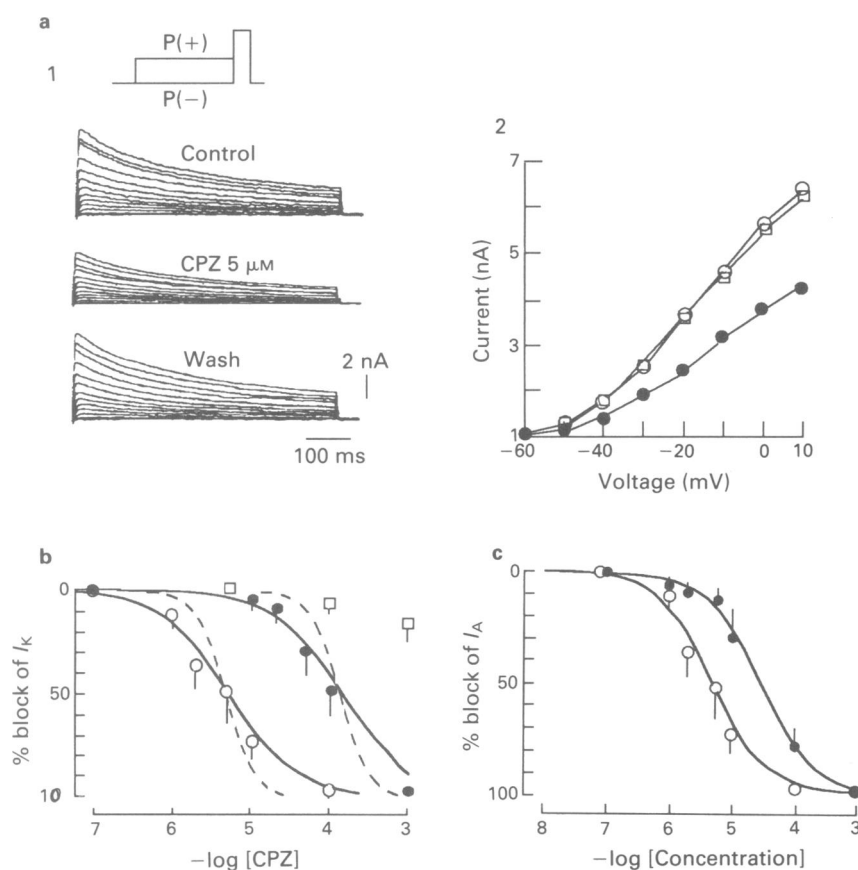 a
1
P(+)
P(−)
Control
CPZ 5 μM
Wash
2 nA
100 ms
2
7
5
3
1
Current (nA)
−60
−40
−20
0
10
Voltage (mV)
b
0
50
100
% block of I_K
7
6
5
4
3
−log [CPZ]
c
0
50
100
% block of I_A
8
7
6
5
4
3
−log [Concentration]